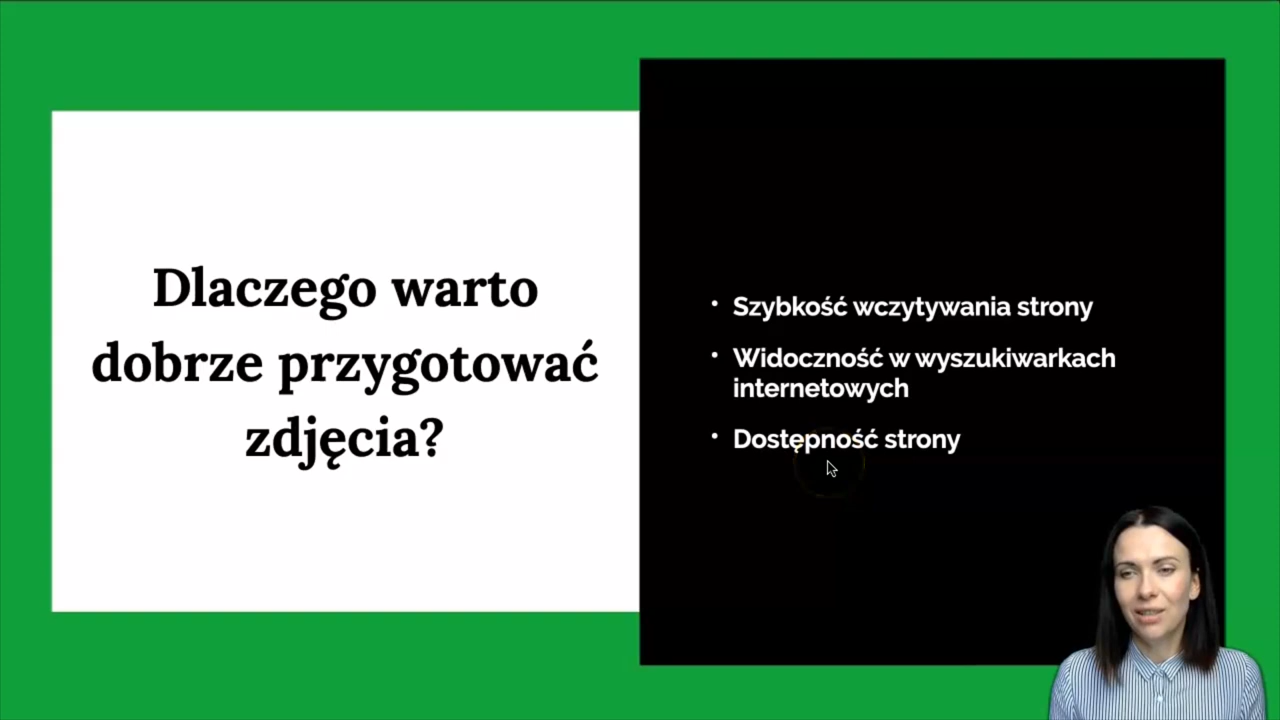 Dlaczego warto
dobrze przygotować
zdjęcia?
• Szybkość wczytywania strony
• Widoczność w wyszukiwarkach
internetowych
• Dostępność strony